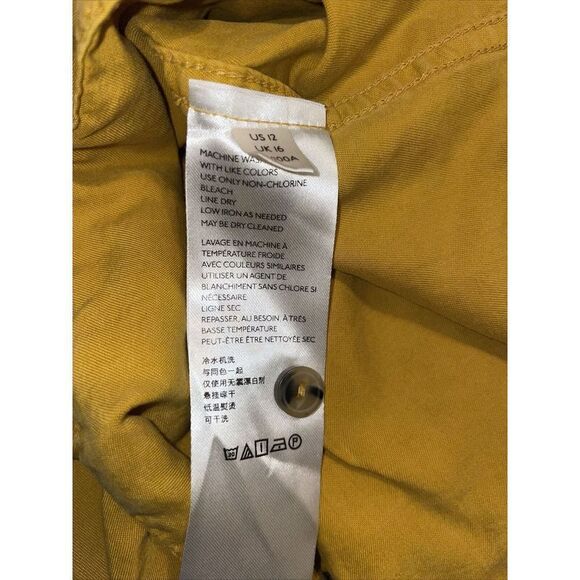 US 12
UK 16
MACHINE
WITH LIKE COLORS
USE ONLY NON-CHLORINE
BLEACH
LINE DRY
LOW IRON AS NEEDED
MAY BE DRY CLEANED
LAVAGE EN MACHINE À
TEMPÉRATURE FROIDE
AVEC COULEURS SIMILAIRES
UTILISER UN AGENT DE
BLANCHIMENT SANS CHLORE SI
NÉCESSAIRE
LIGNE SEC
REPASSER, AU BESOIN, À TRÈS
BASSE TEMPÉRATURE
PEUT-ÊTRE ÊTRE NETTOYÉE SEC
冷水机洗
与同色一起
仅使用无氯漂白剂
悬挂晾干
低温熨烫
可干洗